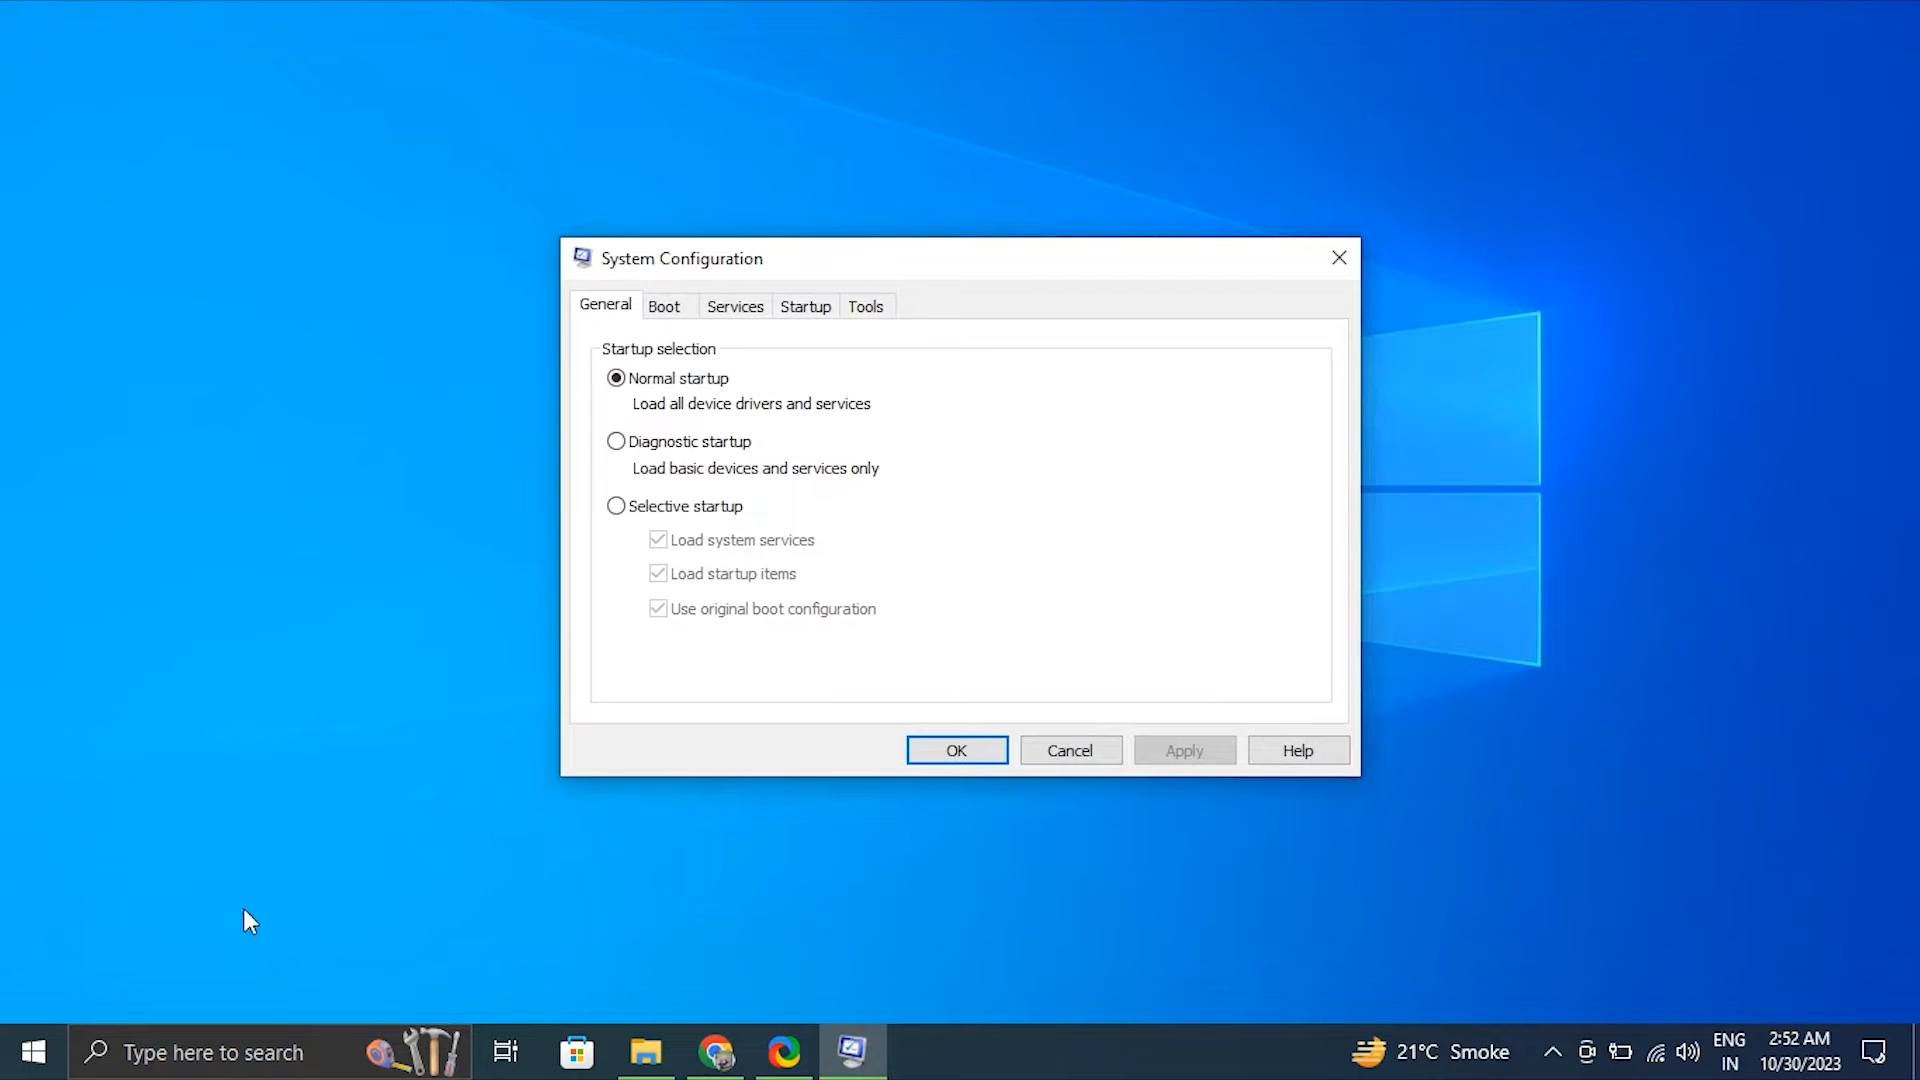 System Configuration
General Boot Services Startup Tools
Startup selection
Normal startup
Load all device drivers and services
Diagnostic startup
Load basic devices and services only
Selective startup
Load system services
Load startup items
Use original boot configuration
OK Cancel Apply Help
Type here to search
21°C Smoke
ENG
IN
2:52 AM
10/30/2023